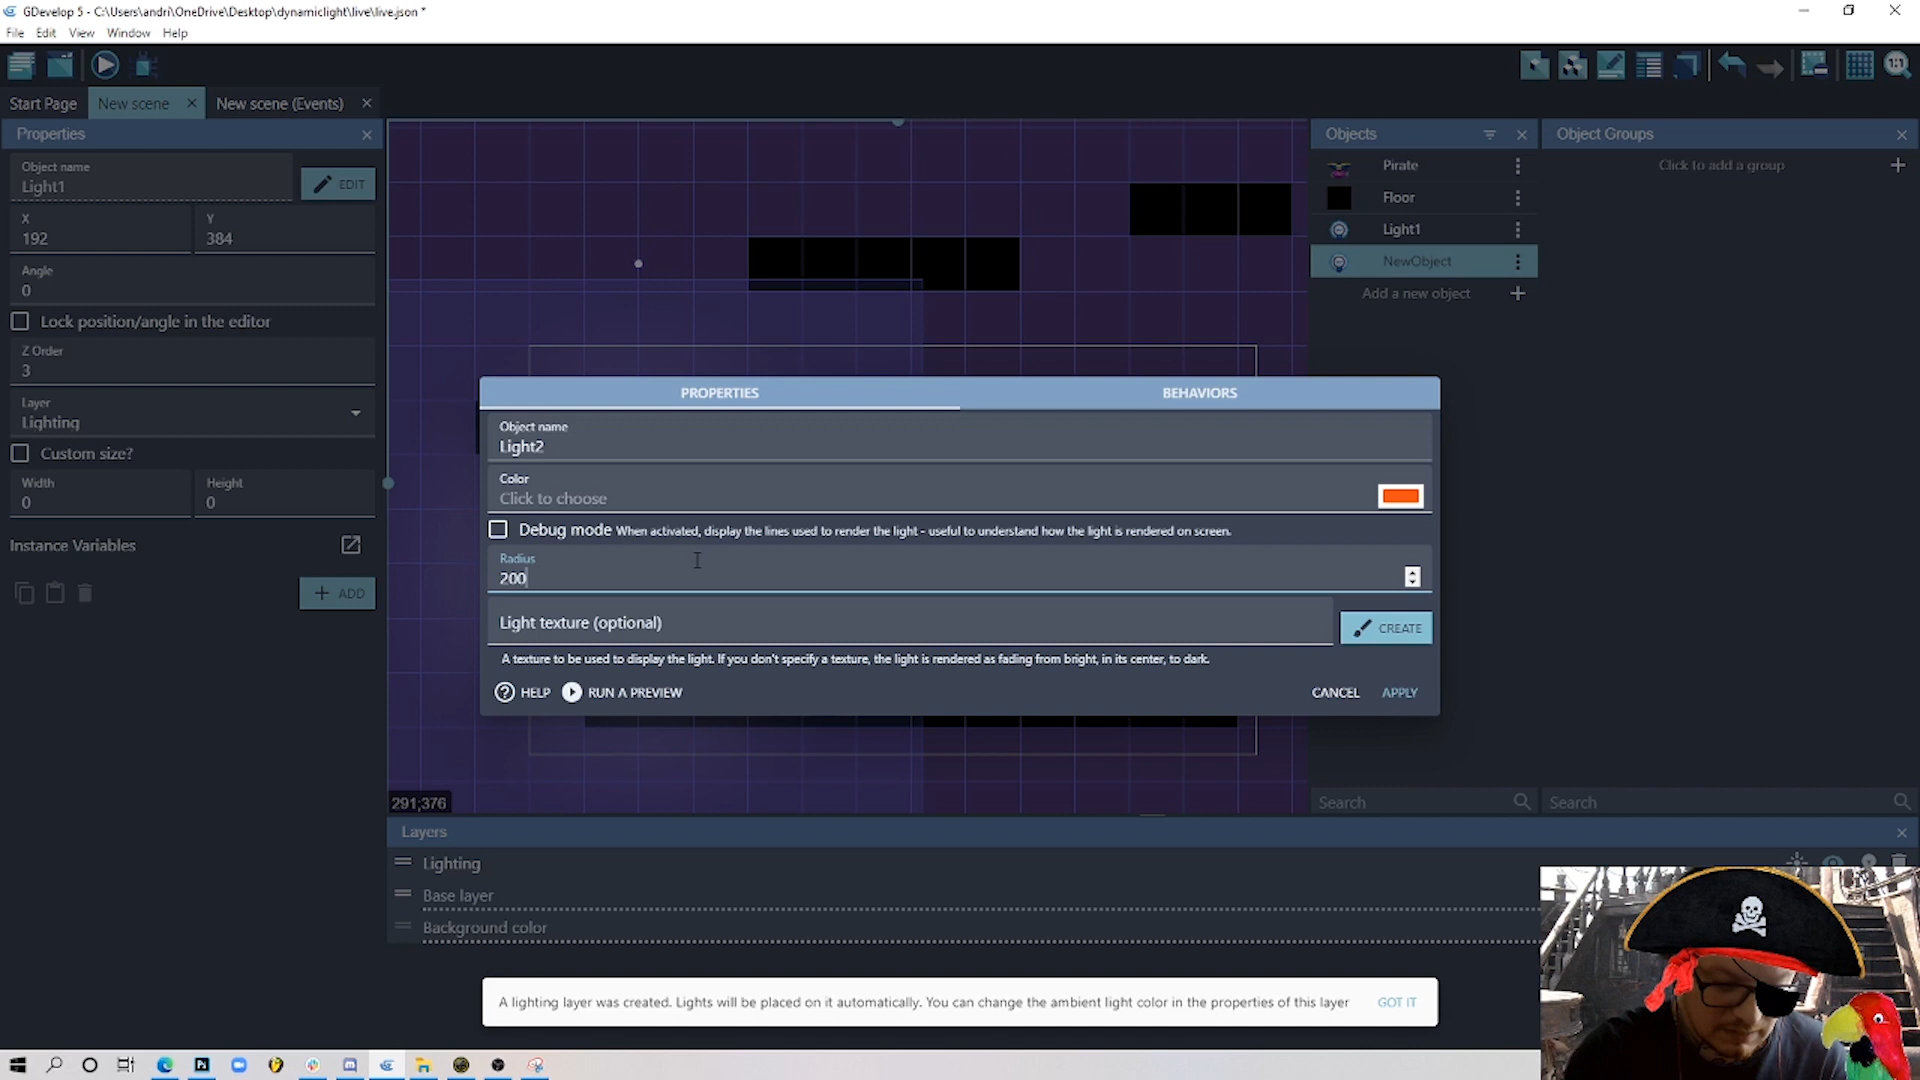 GDevelop 5 - C:\Users\andri\OneDrive\Desktop\dynamiclight\live\live.json *
File Edit View Window Help
1:1
Start Page New scene × New scene (Events) ×
Properties ×
Object name
Light1
EDIT
X Y
192 384
Angle
0
Lock position/angle in the editor
Z Order
3
Layer
Lighting
Custom size?
Width Height
0 0
Instance Variables
+ ADD
291;376
PROPERTIES BEHAVIORS
Object name
Light2
Color
Click to choose
Debug mode When activated, display the lines used to render the light - useful to understand how the light is rendered on screen.
Radius
200
Light texture (optional)
CREATE
A texture to be used to display the light. If you don't specify a texture, the light is rendered as fading from bright, in its center, to dark.
HELP RUN A PREVIEW CANCEL APPLY
Objects ×
Pirate
Floor
Light1
NewObject
Add a new object +
Search
Object Groups ×
Click to add a group +
Search
Layers ×
Lighting
Base layer
Background color
A lighting layer was created. Lights will be placed on it automatically. You can change the ambient light color in the properties of this layer GOT IT